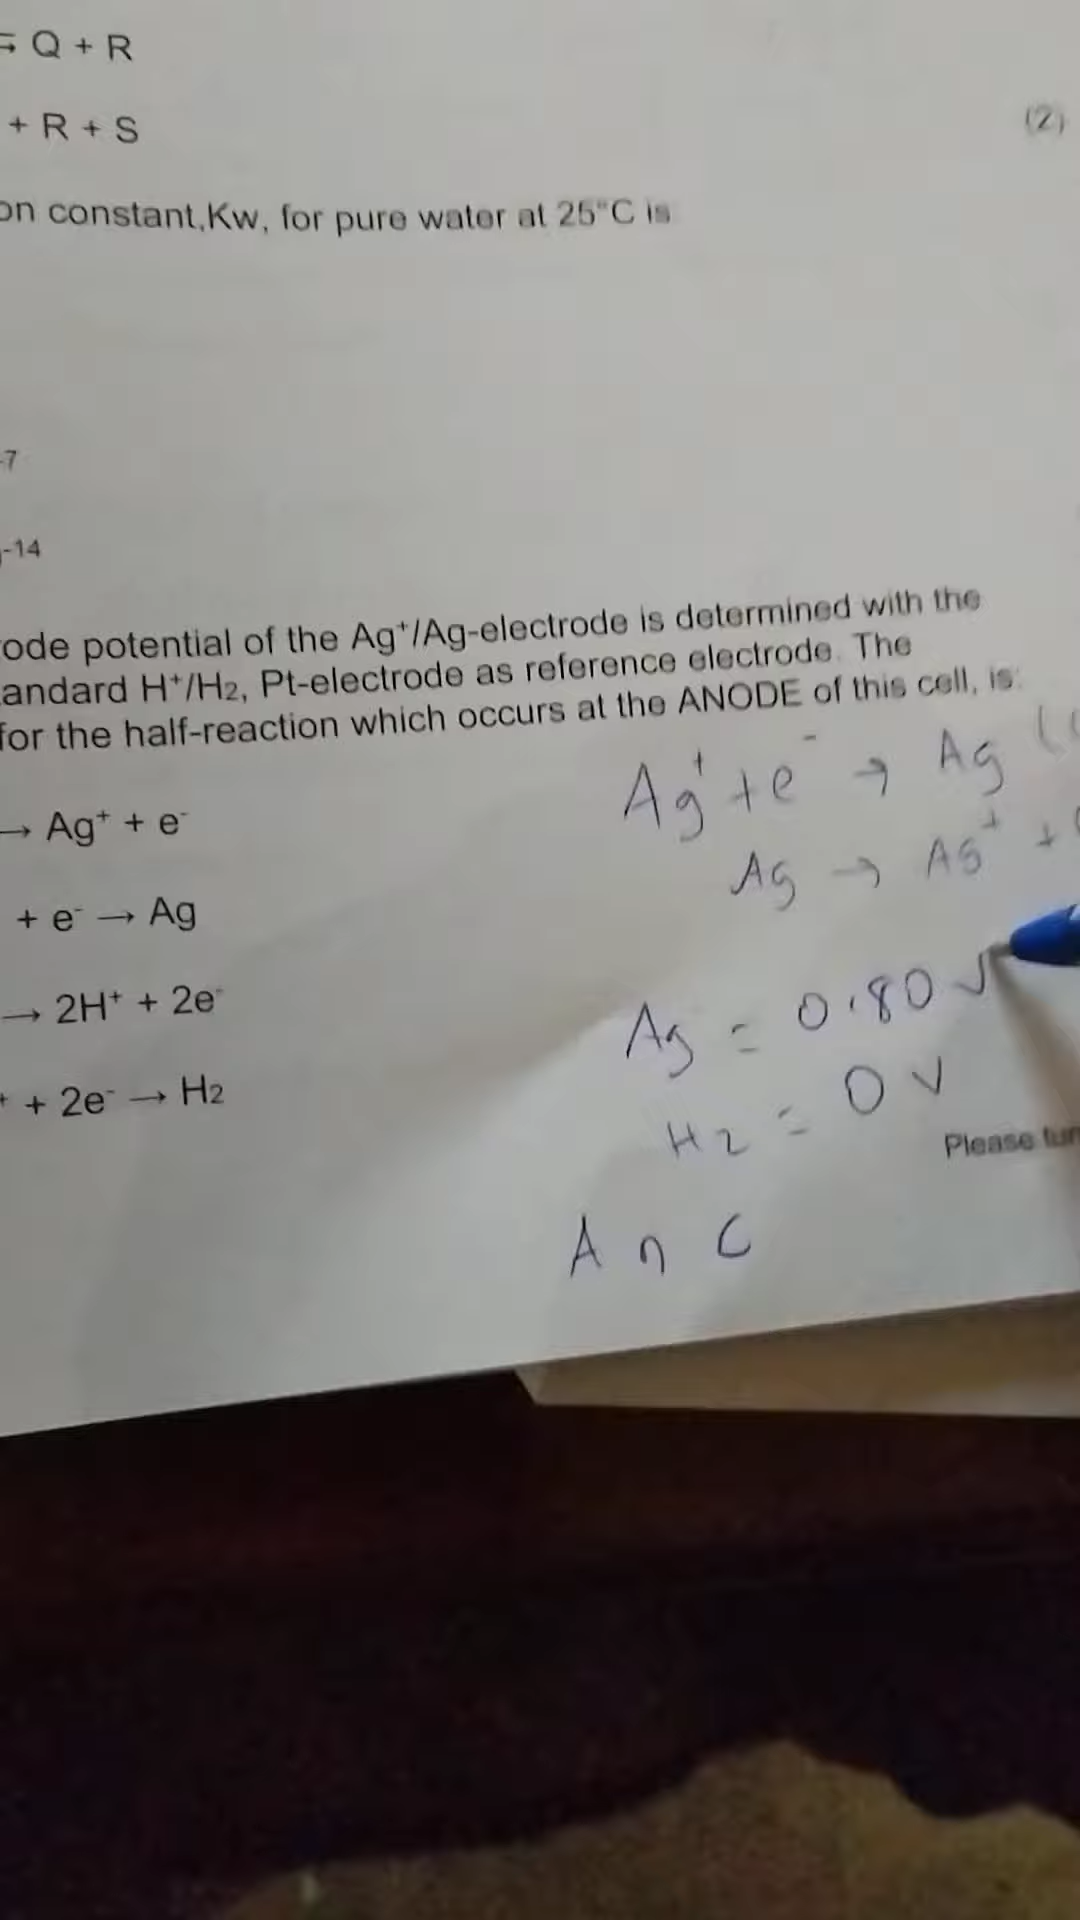 ⇌ Q + R
+ R + S (2)
on constant,Kw, for pure water at 25°C is
-7
-14
ode potential of the Ag⁺/Ag-electrode is determined with the
andard H⁺/H₂, Pt-electrode as reference electrode. The
for the half-reaction which occurs at the ANODE of this cell, is:
Ag⁺ + e⁻ → Ag (
→ Ag⁺ + e⁻
Ag → Ag⁺ +
+ e⁻ → Ag
→ 2H⁺ + 2e⁻
Ag = 0.80 V
+ 2e⁻ → H₂
H2 = 0 V
Please tur
A n C